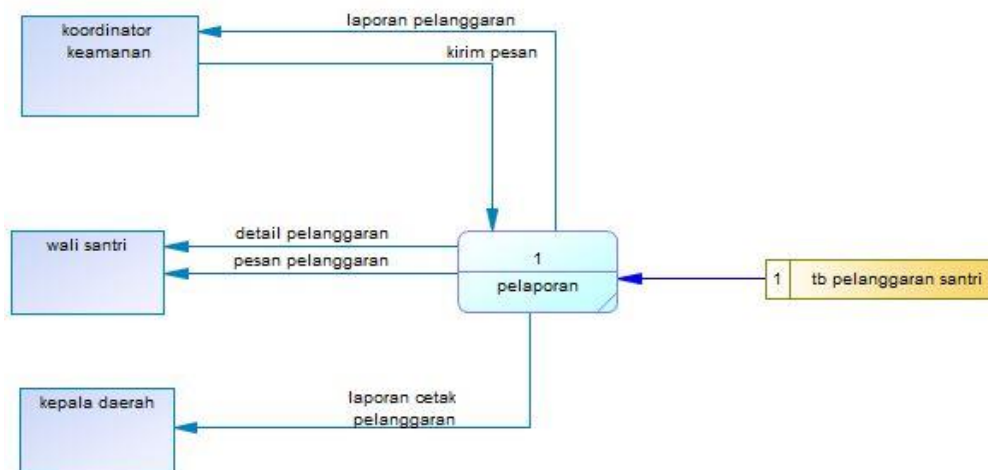 laporan pelanggaran
koordinator
keamanan
kirim pesan
wali santri
detail pelanggaran
pesan pelanggaran
1
pelaporan
1
tb pelanggaran santri
kepala daerah
laporan cetak
pelanggaran